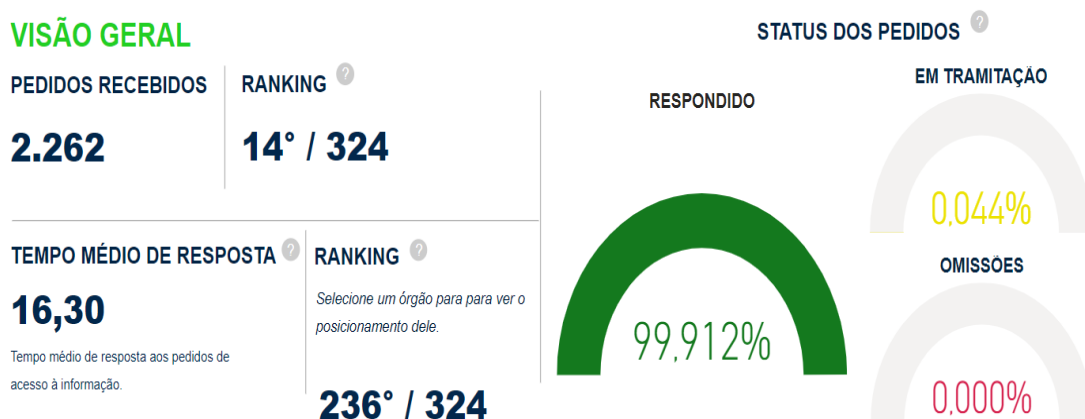 VISÃO GERAL
PEDIDOS RECEBIDOS
2.262
RANKING ?
14° / 324
TEMPO MÉDIO DE RESPOSTA ?
16,30
Tempo médio de resposta aos pedidos de
acesso à informação.
RANKING ?
Selecione um órgão para para ver o
posicionamento dele.
236° / 324
STATUS DOS PEDIDOS ?
RESPONDIDO
99,912%
EM TRAMITAÇÃO
0,044%
OMISSÕES
0,000%